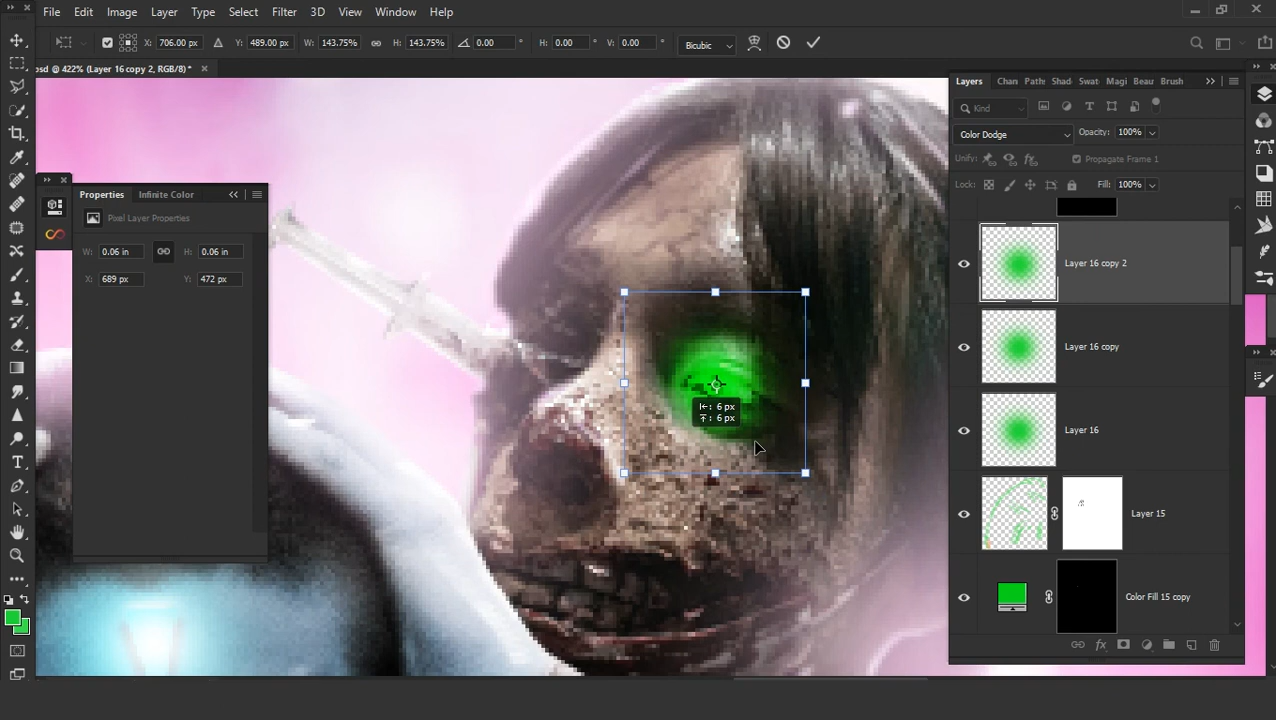 File Edit Image Layer Type Select Filter 3D View Window Help
X: 706.00 px Y: 489.00 px W: 143.75% H: 143.75% 0.00 ° H: 0.00 ° V: 0.00 ° Bicubic
psd @ 422% (Layer 16 copy 2, RGB/8) *
Layers Chan Paths Shad Swat Magi Beau Brush
Kind
Color Dodge Opacity: 100%
Unify: Propagate Frame 1
Lock: Fill: 100%
Properties Infinite Color
Pixel Layer Properties
W: 0.06 in H: 0.06 in
X: 689 px Y: 472 px
Layer 16 copy 2
Layer 16 copy
: 6 px
: 6 px
Layer 16
Layer 15
Color Fill 15 copy